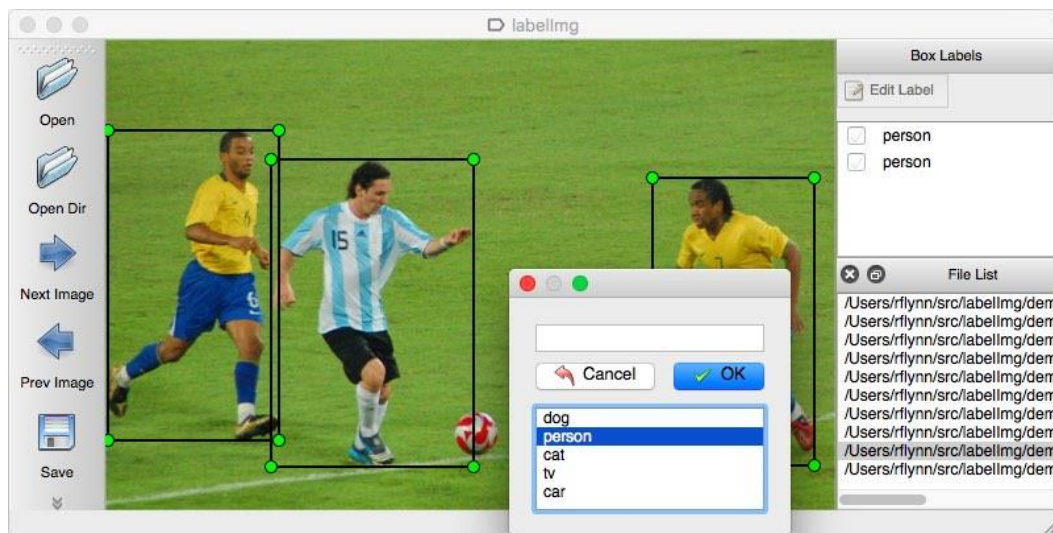 labelImg
Open
Open Dir
Next Image
Prev Image
Save
6
6
15
7
Cancel
OK
dog
person
cat
tv
car
Box Labels
Edit Label
person
person
File List
/Users/rflynn/src/labelImg/dem
/Users/rflynn/src/labelImg/dem
/Users/rflynn/src/labelImg/dem
/Users/rflynn/src/labelImg/dem
/Users/rflynn/src/labelImg/dem
/Users/rflynn/src/labelImg/dem
/Users/rflynn/src/labelImg/dem
/Users/rflynn/src/labelImg/dem
/Users/rflynn/src/labelImg/dem
/Users/rflynn/src/labelImg/dem